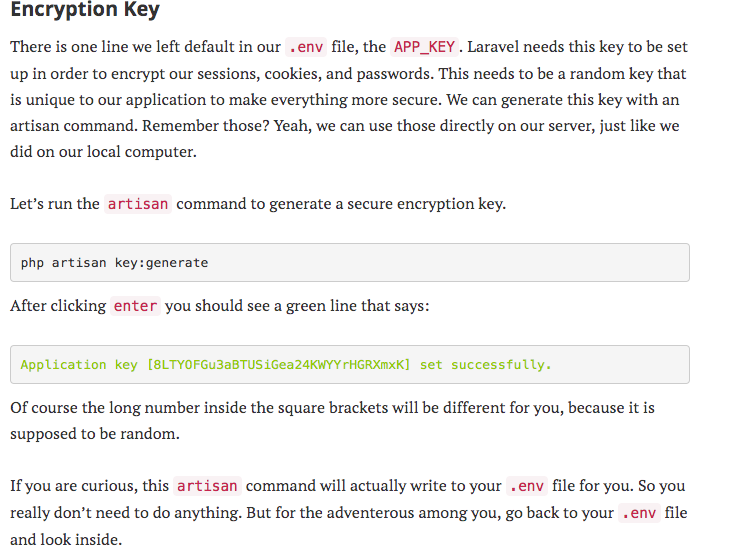 Encryption Key
There is one line we left default in our .env file, the APP_KEY. Laravel needs this key to be set
up in order to encrypt our sessions, cookies, and passwords. This needs to be a random key that
is unique to our application to make everything more secure. We can generate this key with an
artisan command. Remember those? Yeah, we can use those directly on our server, just like we
did on our local computer.
Let’s run the artisan command to generate a secure encryption key.
php artisan key:generate
After clicking enter you should see a green line that says:
Application key [8LTYOFGu3aBTUSiGea24KWYYrHGRXmxK] set successfully.
Of course the long number inside the square brackets will be different for you, because it is
supposed to be random.
If you are curious, this artisan command will actually write to your .env file for you. So you
really don’t need to do anything. But for the adventerous among you, go back to your .env file
and look inside.